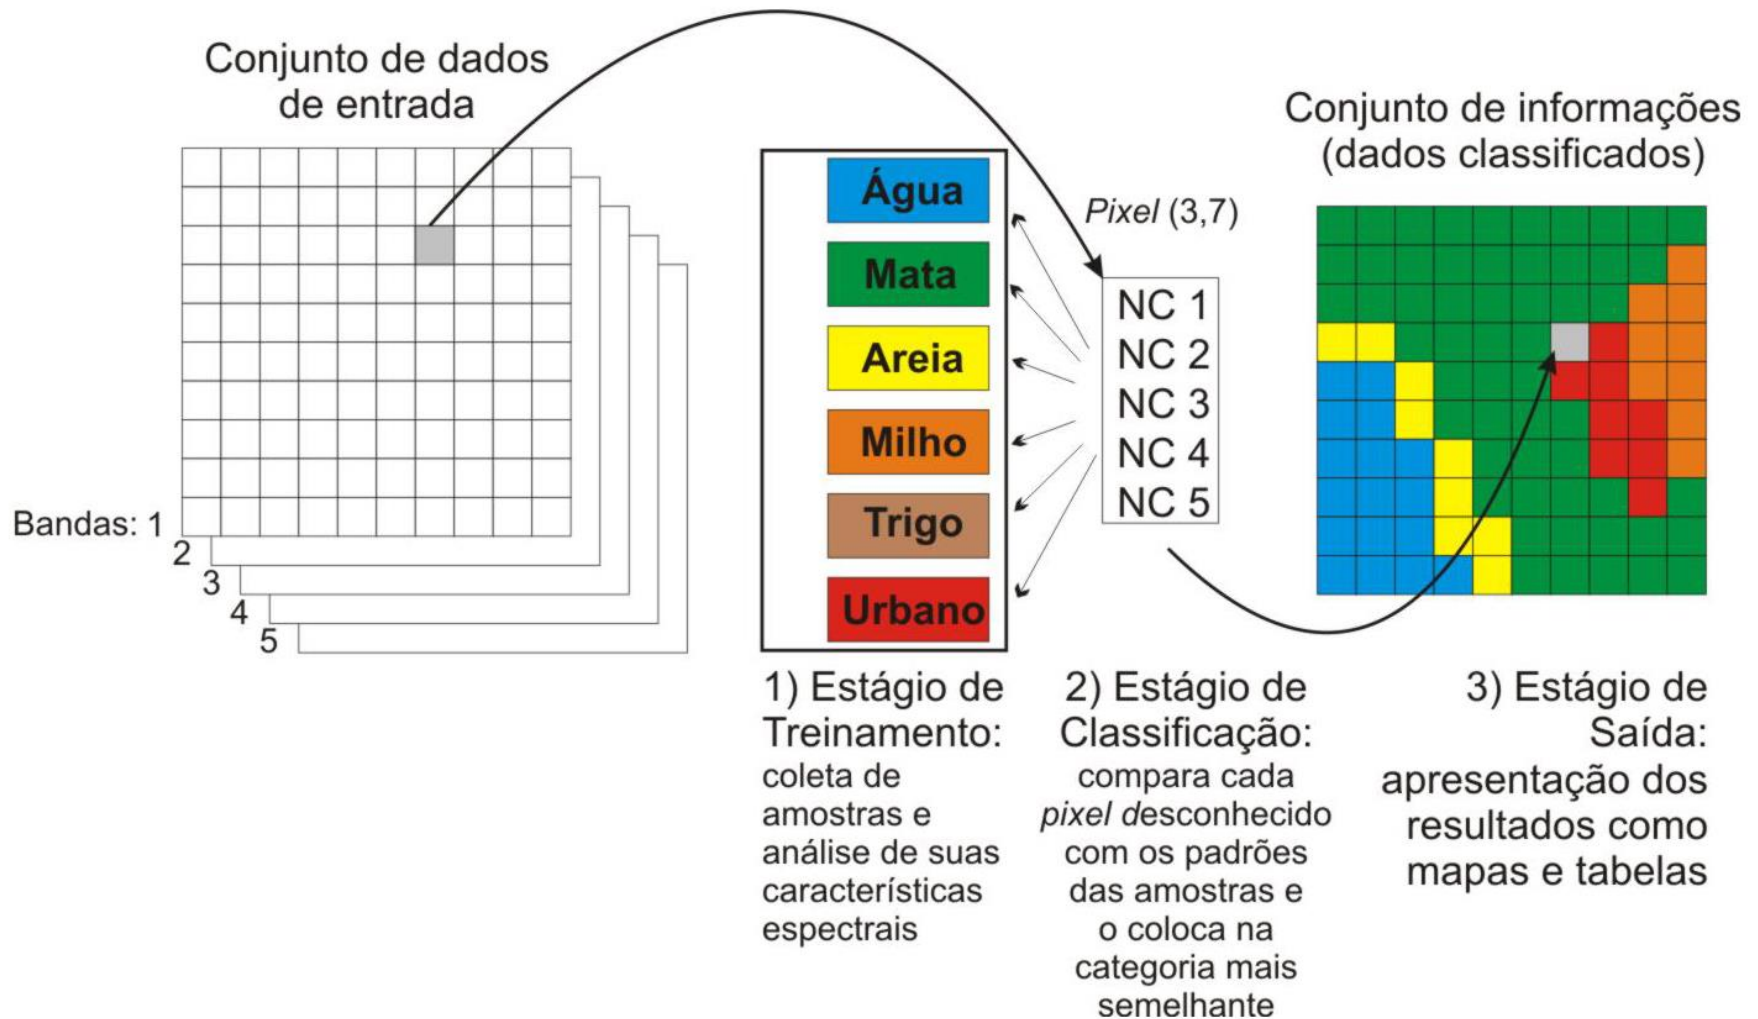 Conjunto de dados
de entrada
Bandas: 1
2
3
4
5
Água
Mata
Areia
Milho
Trigo
Urbano
Pixel (3,7)
NC 1
NC 2
NC 3
NC 4
NC 5
Conjunto de informações
(dados classificados)
1) Estágio de
Treinamento:
coleta de
amostras e
análise de suas
características
espectrais
2) Estágio de
Classificação:
compara cada
pixel desconhecido
com os padrões
das amostras e
o coloca na
categoria mais
semelhante
3) Estágio de
Saída:
apresentação dos
resultados como
mapas e tabelas